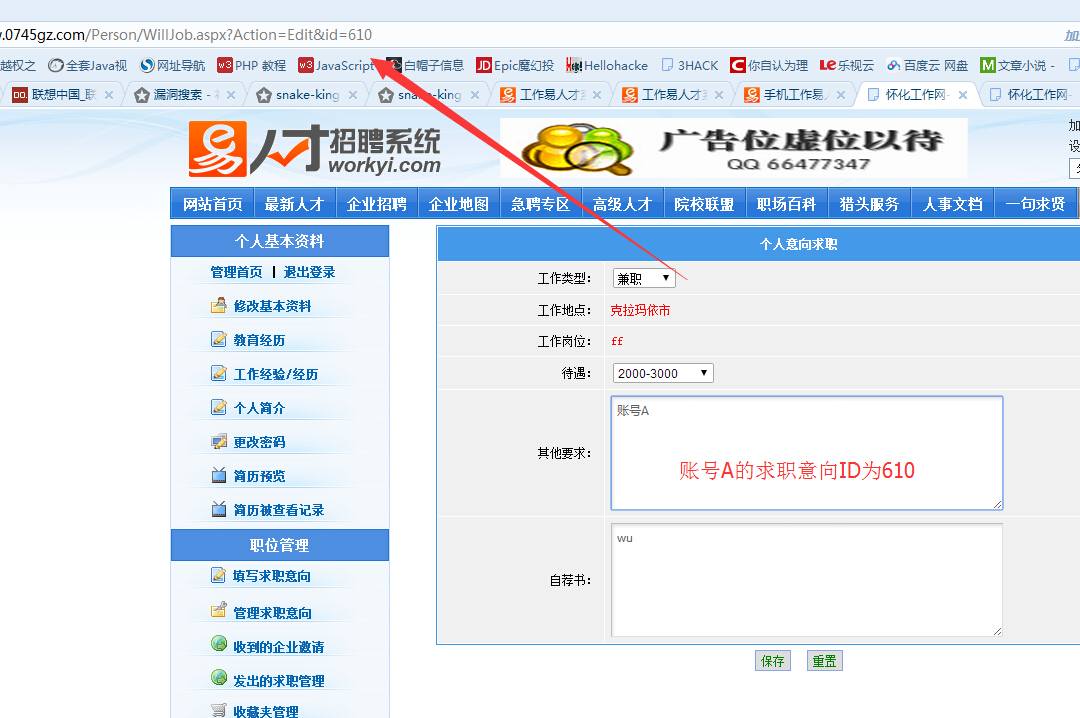 .0745gz.com/Person/WillJob.aspx?Action=Edit&id=610
越权之 全套Java视 网址导航 PHP 教程 JavaScript 白帽子信息 Epic魔幻投 Hellohacke 3HACK 你自认为理 乐视云 百度云 网盘 文章小说 -
联想中国_联 漏洞搜索 - snake-king snake-king 工作易人才 工作易人才 手机工作易 怀化工作网- 怀化工作网-
人才招聘系统
workyi.com
广告位虚位以待
QQ 66477347
网站首页 最新人才 企业招聘 企业地图 急聘专区 高级人才 院校联盟 职场百科 猎头服务 人事文档 一句求贤
个人基本资料
管理首页 | 退出登录
修改基本资料
教育经历
工作经验/经历
个人简介
更改密码
简历预览
简历被查看记录
职位管理
填写求职意向
管理求职意向
收到的企业邀请
发出的求职管理
收藏夹管理
个人意向求职
工作类型: 兼职
工作地点: 克拉玛依市
工作岗位: ff
待遇: 2000-3000
其他要求: 账号A
账号A的求职意向ID为610
自荐书: wu
保存 重置